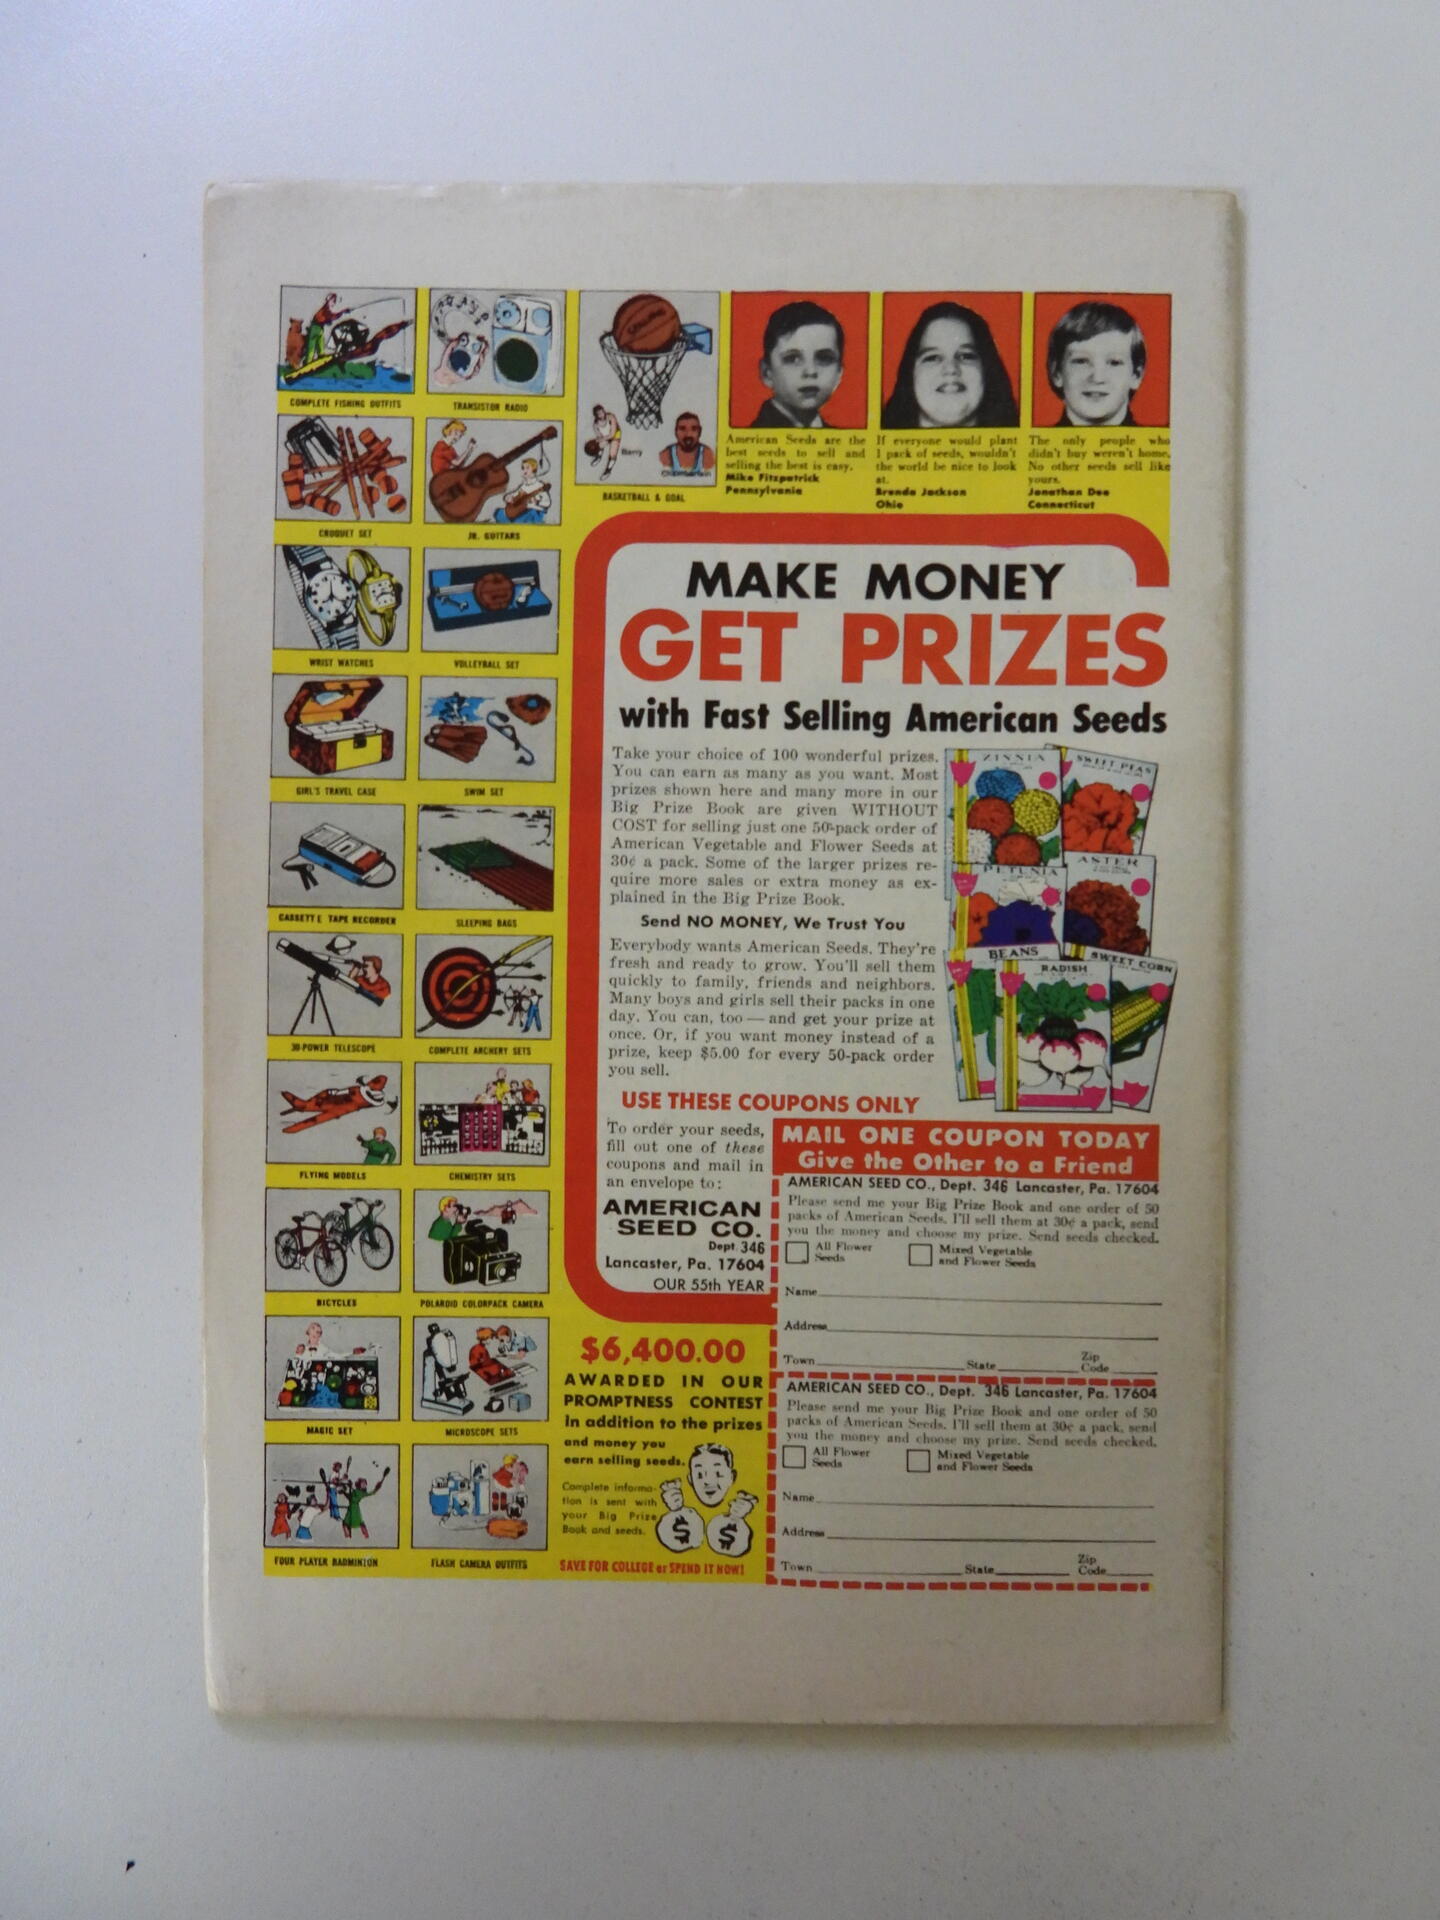 COMPLETE FISHING OUTFITS
TRANSISTOR RADIO
CROQUET SET
JR. GUITARS
WRIST WATCHES
VOLLEYBALL SET
GIRL'S TRAVEL CASE
SWIM SET
CASSETTE TAPE RECORDER
SLEEPING BAGS
30-POWER TELESCOPE
COMPLETE ARCHERY SETS
FLYING MODELS
CHEMISTRY SETS
BICYCLES
POLAROID COLORPACK CAMERA
MAGIC SET
MICROSCOPE SETS
FOUR PLAYER BADMINION
FLASH CAMERA OUTFITS
Barry
Chamberlain
BASKETBALL & GOAL
American Seeds are the
best seeds to sell and
selling the best is easy.
Mike Fitzpatrick
Pennsylvania
If everyone would plant
1 pack of seeds, wouldn't
the world be nice to look
at.
Brenda Jackson
Ohio
The only people who
didn't buy weren't home.
No other seeds sell like
yours.
Jonathan Dee
Connecticut
MAKE MONEY
GET PRIZES
with Fast Selling American Seeds
Take your choice of 100 wonderful prizes.
You can earn as many as you want. Most
prizes shown here and many more in our
Big Prize Book are given WITHOUT
COST for selling just one 50-pack order of
American Vegetable and Flower Seeds at
30¢ a pack. Some of the larger prizes re-
quire more sales or extra money as ex-
plained in the Big Prize Book.
Send NO MONEY, We Trust You
Everybody wants American Seeds. They're
fresh and ready to grow. You'll sell them
quickly to family, friends and neighbors.
Many boys and girls sell their packs in one
day. You can, too — and get your prize at
once. Or, if you want money instead of a
prize, keep $5.00 for every 50-pack order
you sell.
ZINNIA
SWEET PEAS
PETUNIA
ASTER
BEANS
RADISH
SWEET CORN
USE THESE COUPONS ONLY
To order your seeds,
fill out one of these
coupons and mail in
an envelope to:
AMERICAN
SEED CO.
Dept. 346
Lancaster, Pa. 17604
OUR 55th YEAR
MAIL ONE COUPON TODAY
Give the Other to a Friend
AMERICAN SEED CO., Dept. 346 Lancaster, Pa. 17604
Please send me your Big Prize Book and one order of 50
packs of American Seeds. I'll sell them at 30¢ a pack, send
you the money and choose my prize. Send seeds checked.
All Flower Seeds
Mixed Vegetable and Flower Seeds
Name
Address
Town State Zip Code
AMERICAN SEED CO., Dept. 346 Lancaster, Pa. 17604
Please send me your Big Prize Book and one order of 50
packs of American Seeds. I'll sell them at 30¢ a pack, send
you the money and choose my prize. Send seeds checked.
All Flower Seeds
Mixed Vegetable and Flower Seeds
Name
Address
Town State Zip Code
$6,400.00
AWARDED IN OUR
PROMPTNESS CONTEST
In addition to the prizes
and money you
earn selling seeds.
Complete informa-
tion is sent with
your Big Prize
Book and seeds.
$ $
SAVE FOR COLLEGE or SPEND IT NOW!